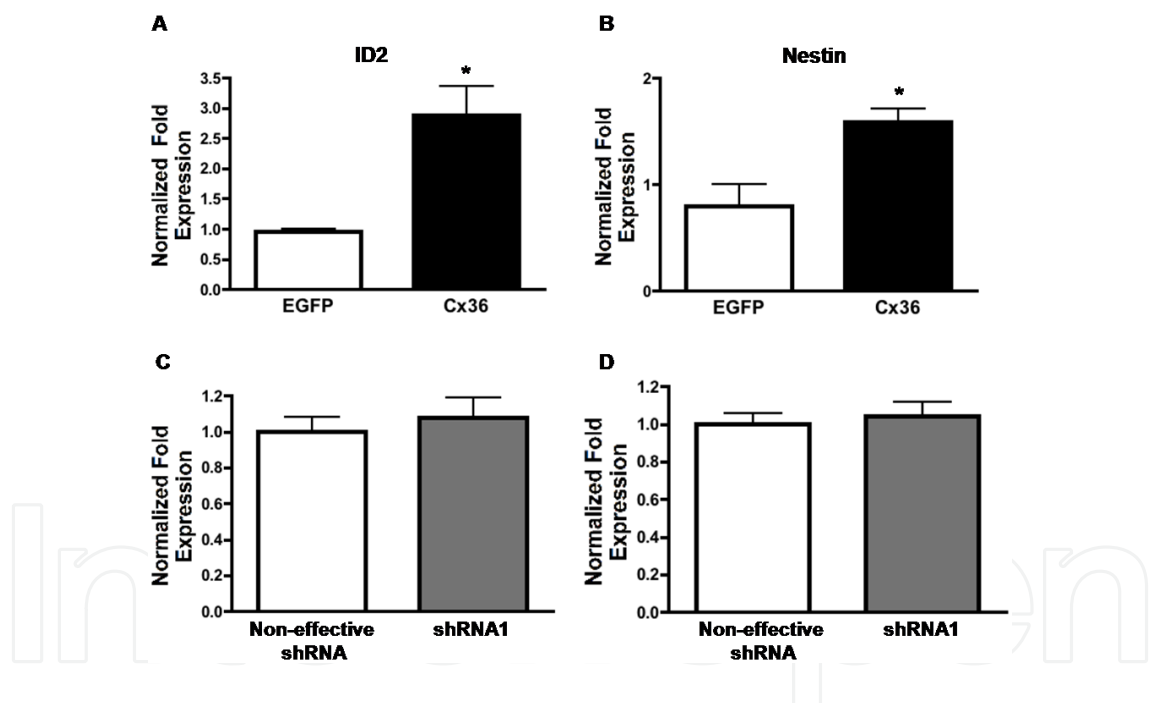 A
ID2
*
Normalized Fold
Expression
3.5
3.0
2.5
2.0
1.5
1.0
0.5
0.0
EGFP
Cx36
B
Nestin
*
Normalized Fold
Expression
2
1
0
EGFP
Cx36
C
Normalized Fold
Expression
1.2
1.0
0.8
0.6
0.4
0.2
0.0
Non-effective
shRNA
shRNA1
D
Normalized Fold
Expression
1.2
1.0
0.8
0.6
0.4
0.2
0.0
Non-effective
shRNA
shRNA1